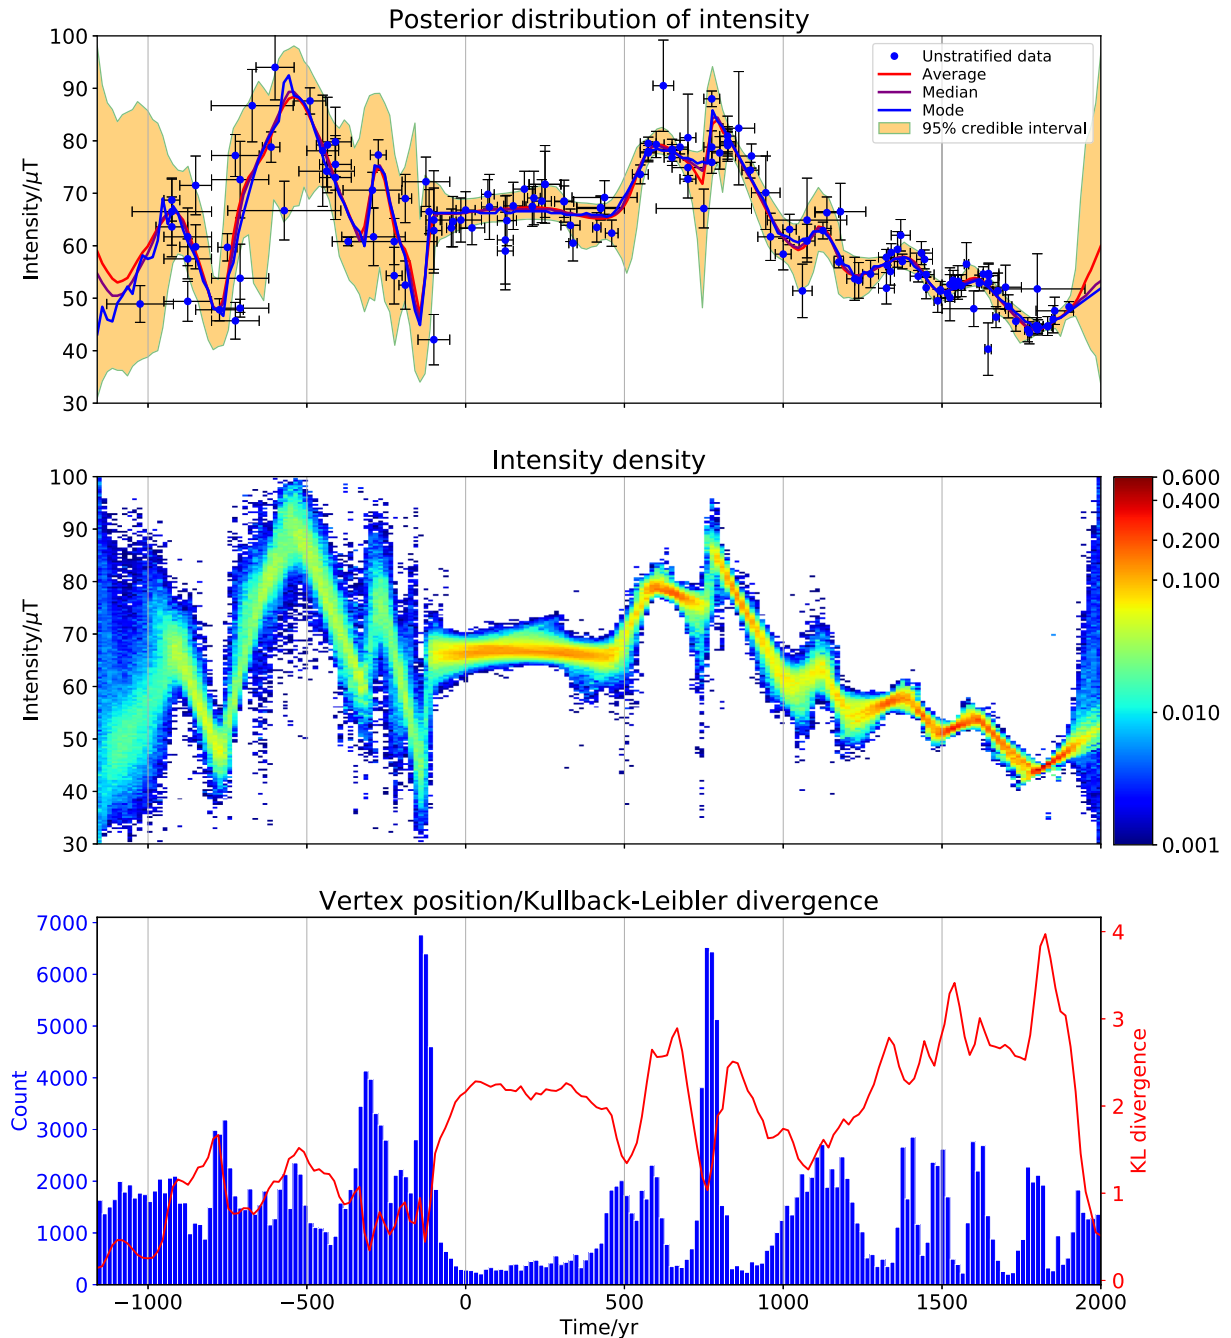 Posterior distribution of intensity
100
90
80
70
60
50
40
30
Intensity/μT
Unstratified data
Average
Median
Mode
95% credible interval
Intensity density
100
90
80
70
60
50
40
30
Intensity/μT
0.600
0.400
0.200
0.100
0.010
0.001
Vertex position/Kullback-Leibler divergence
7000
6000
5000
4000
3000
2000
1000
0
Count
4
3
2
1
0
KL divergence
−1000 −500 0 500 1000 1500 2000
Time/yr